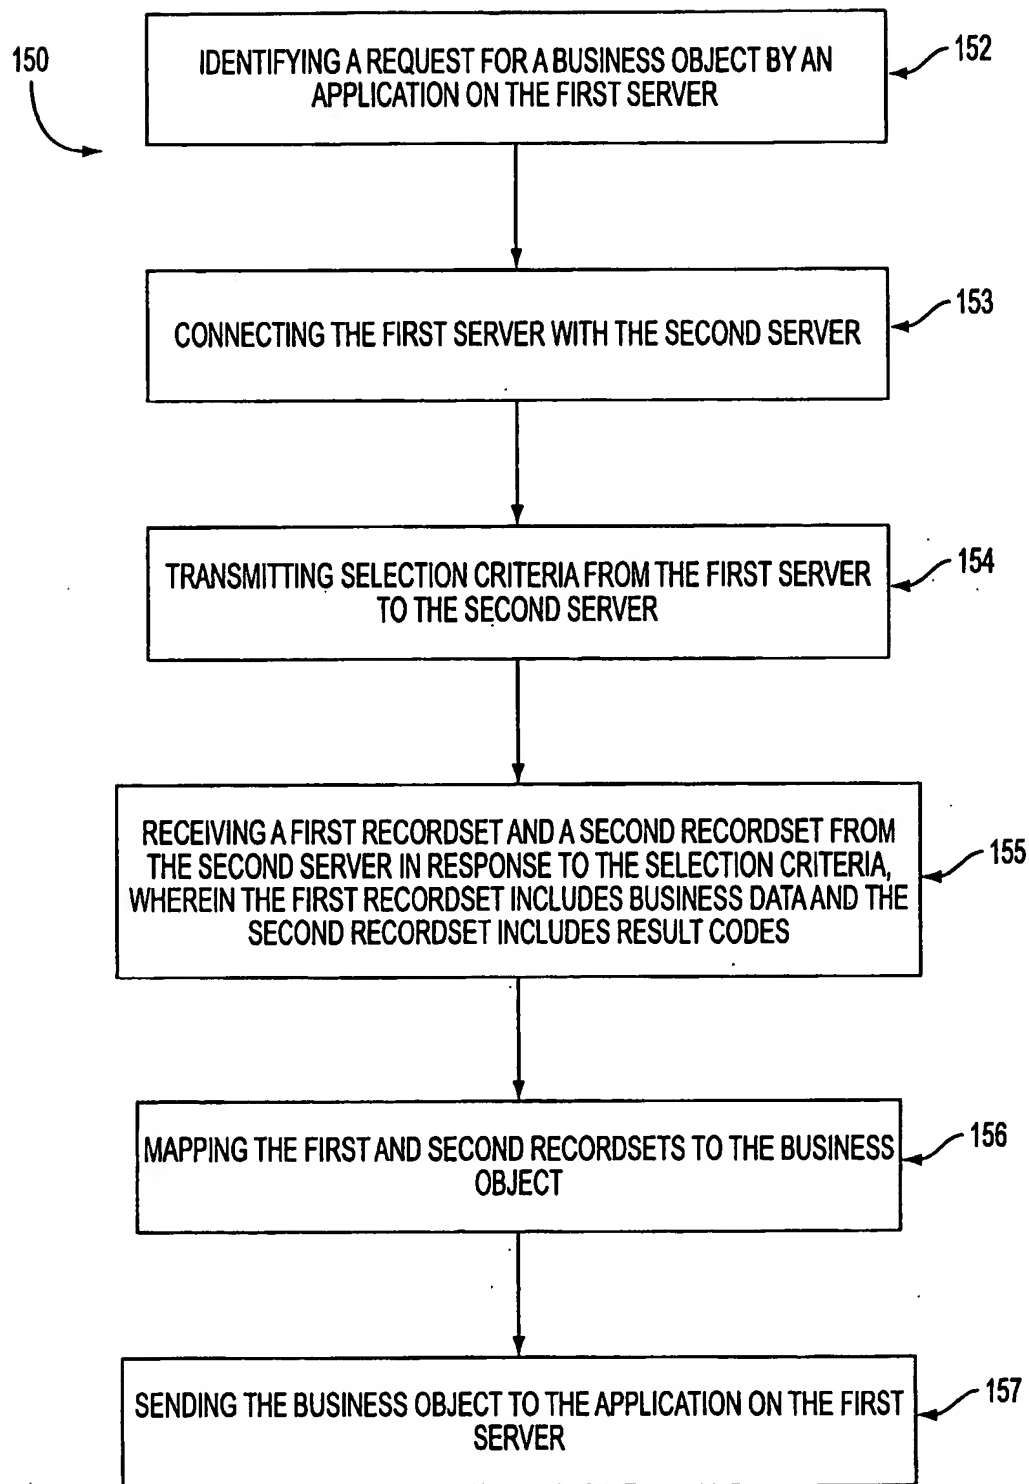 150
IDENTIFYING A REQUEST FOR A BUSINESS OBJECT BY AN
APPLICATION ON THE FIRST SERVER
152
CONNECTING THE FIRST SERVER WITH THE SECOND SERVER
153
TRANSMITTING SELECTION CRITERIA FROM THE FIRST SERVER
TO THE SECOND SERVER
154
RECEIVING A FIRST RECORDSET AND A SECOND RECORDSET FROM
THE SECOND SERVER IN RESPONSE TO THE SELECTION CRITERIA,
WHEREIN THE FIRST RECORDSET INCLUDES BUSINESS DATA AND THE
SECOND RECORDSET INCLUDES RESULT CODES
155
MAPPING THE FIRST AND SECOND RECORDSETS TO THE BUSINESS
OBJECT
156
SENDING THE BUSINESS OBJECT TO THE APPLICATION ON THE FIRST
SERVER
157